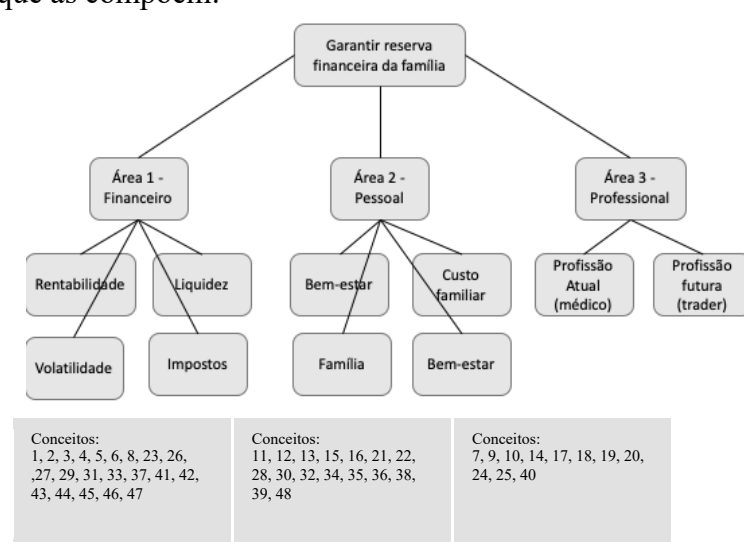 que as compõem.
Garantir reserva
financeira da família
Área 1 -
Financeiro
Área 2 -
Pessoal
Área 3 -
Professional
Rentabilidade
Liquidez
Bem-estar
Custo
familiar
Profissão
Atual
(médico)
Profissão
futura
(trader)
Volatilidade
Impostos
Família
Bem-estar
Conceitos:
1, 2, 3, 4, 5, 6, 8, 23, 26,
,27, 29, 31, 33, 37, 41, 42,
43, 44, 45, 46, 47
Conceitos:
11, 12, 13, 15, 16, 21, 22,
28, 30, 32, 34, 35, 36, 38,
39, 48
Conceitos:
7, 9, 10, 14, 17, 18, 19, 20,
24, 25, 40